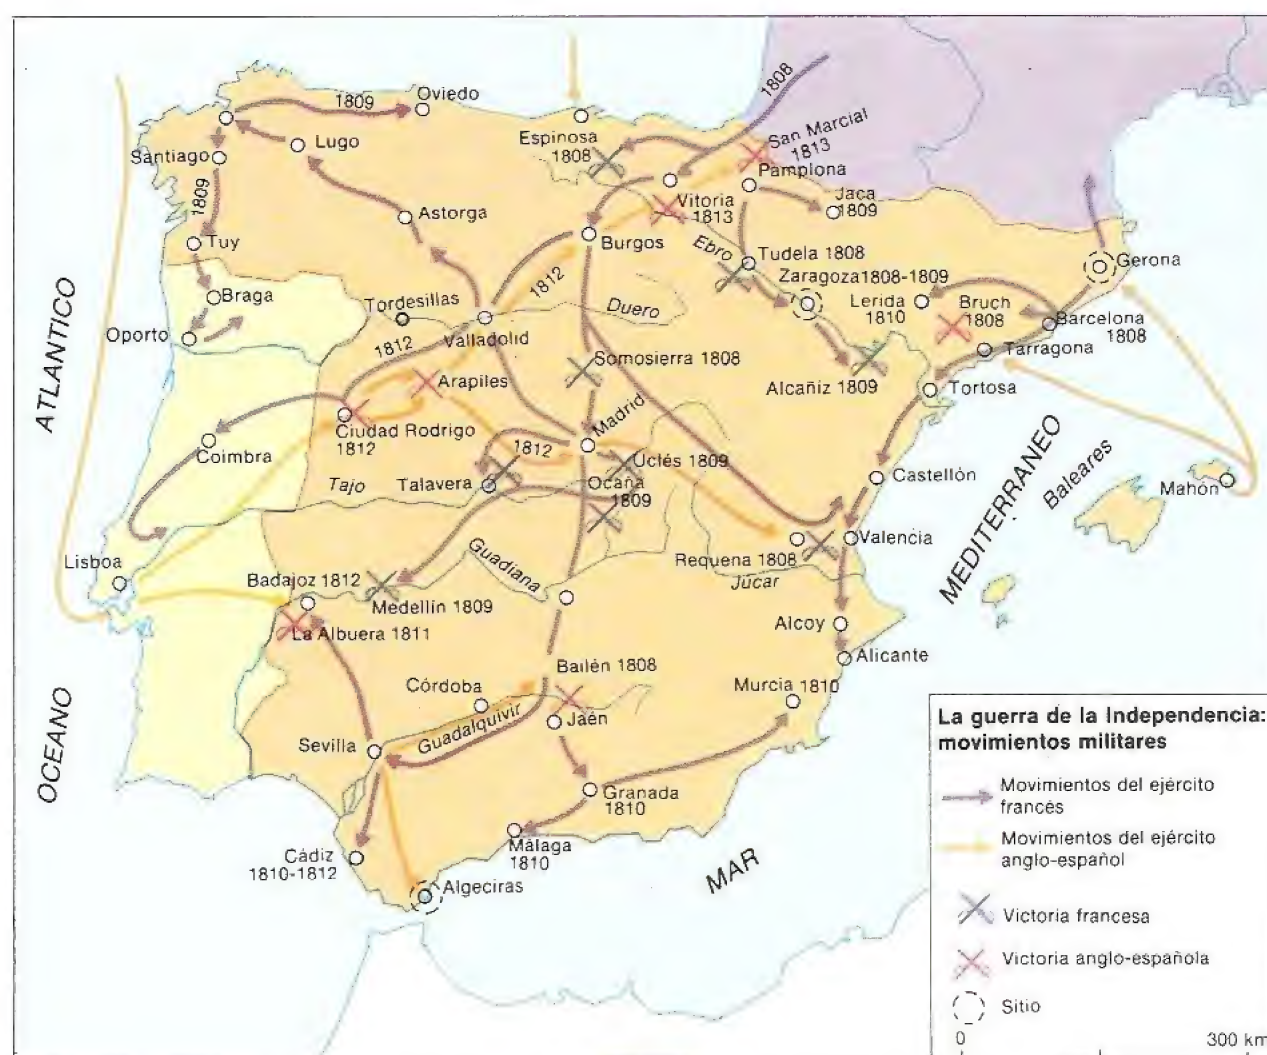 1808
Oviedo
1809
Espinosa
1808
San Marcial
1813
Lugo
Santiago
Pamplona
1809
Jaca
1809
Vitoria
1813
Astorga
Tuy
Burgos
Ebro
Tudela 1808
Gerona
Zaragoza 1808-1809
Braga
1812
Tordesillas
Duero
Lerida
1810
Bruch
1808
Barcelona
1808
Oporto
1812
Valladolid
Tarragona
Somosierra 1808
ATLANTICO
Arapiles
Alcañiz 1809
Tortosa
Madrid
Ciudad Rodrigo
1812
1812
Coimbra
Uclés 1809
MEDITERRANEO
Baleares
Tajo
Talavera
Ocaña
1809
Castellón
Mahón
Valencia
Requena 1808
Lisboa
Guadiana
Júcar
Badajoz 1812
Medellín 1809
La Albuera 1811
Alcoy
Alicante
Bailén 1808
Córdoba
Murcia 1810
Guadalquivir
Jaén
OCEANO
Sevilla
Granada
1810
Málaga
1810
Cádiz
1810-1812
MAR
Algeciras
La guerra de la Independencia:
movimientos militares
Movimientos del ejército
francés
Movimientos del ejército
anglo-español
Victoria francesa
Victoria anglo-española
Sitio
0
300 km